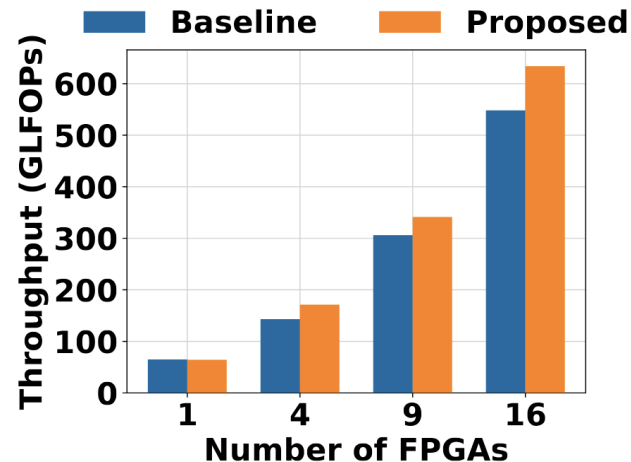 Baseline Proposed
Throughput (GLFOPs)
600
500
400
300
200
100
0
1 4 9 16
Number of FPGAs